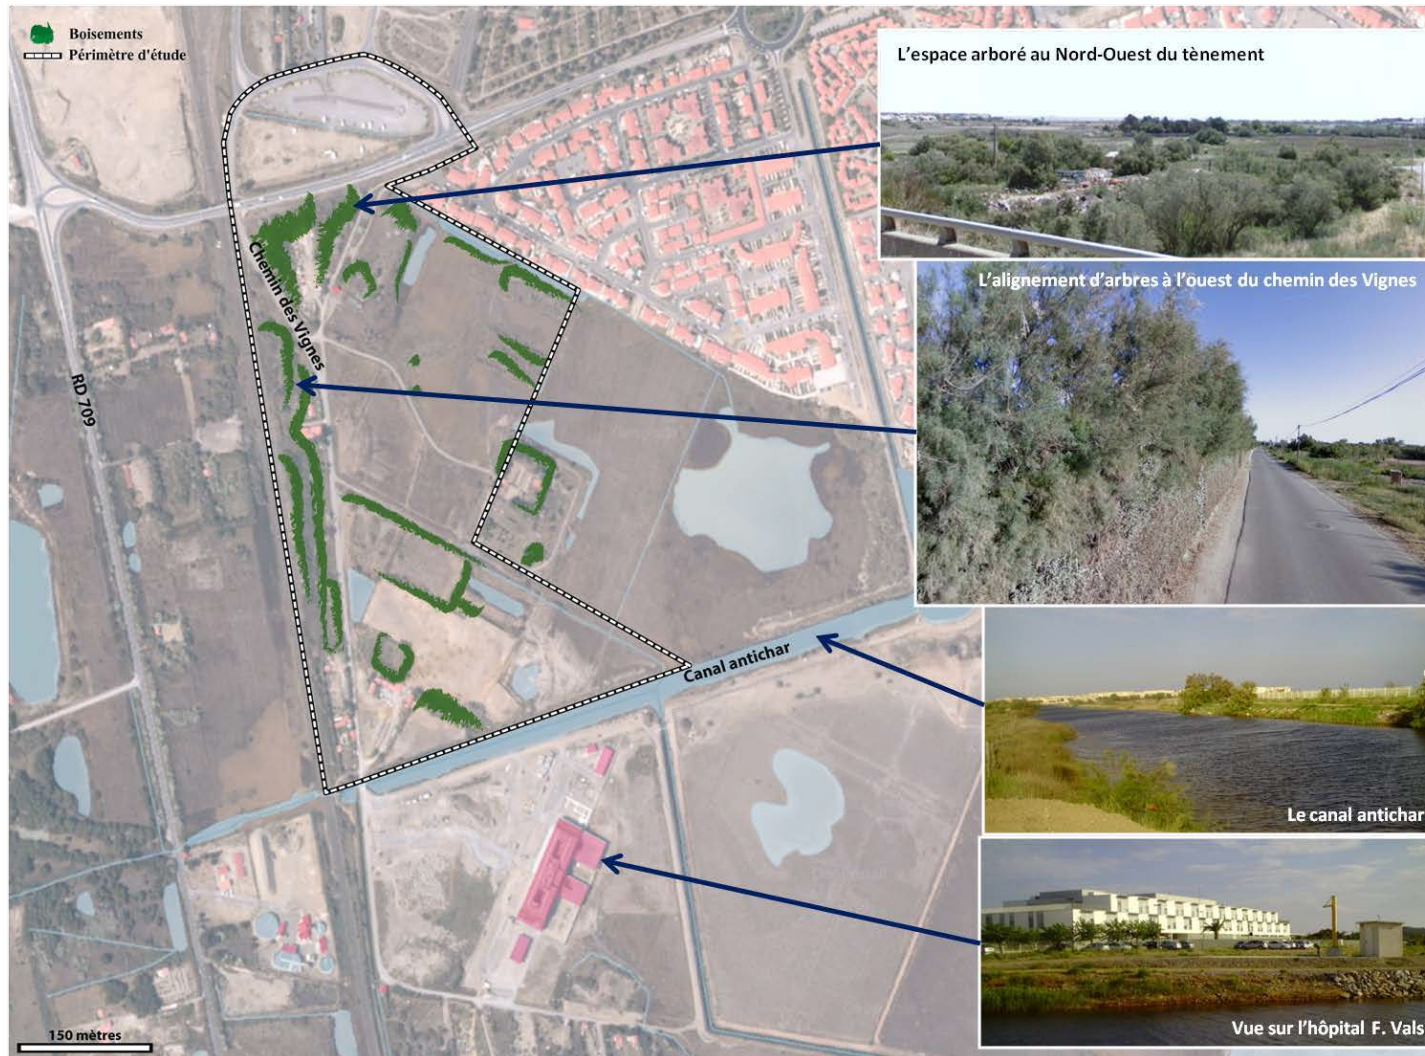 Boisements
Périmètre d'étude
L'espace arboré au Nord-Ouest du tènement
L'alignement d'arbres à l'ouest du chemin des Vignes
Chemin des Vignes
RD 709
Canal antichar
Le canal antichar
Vue sur l'hôpital F. Vals
150 mètres